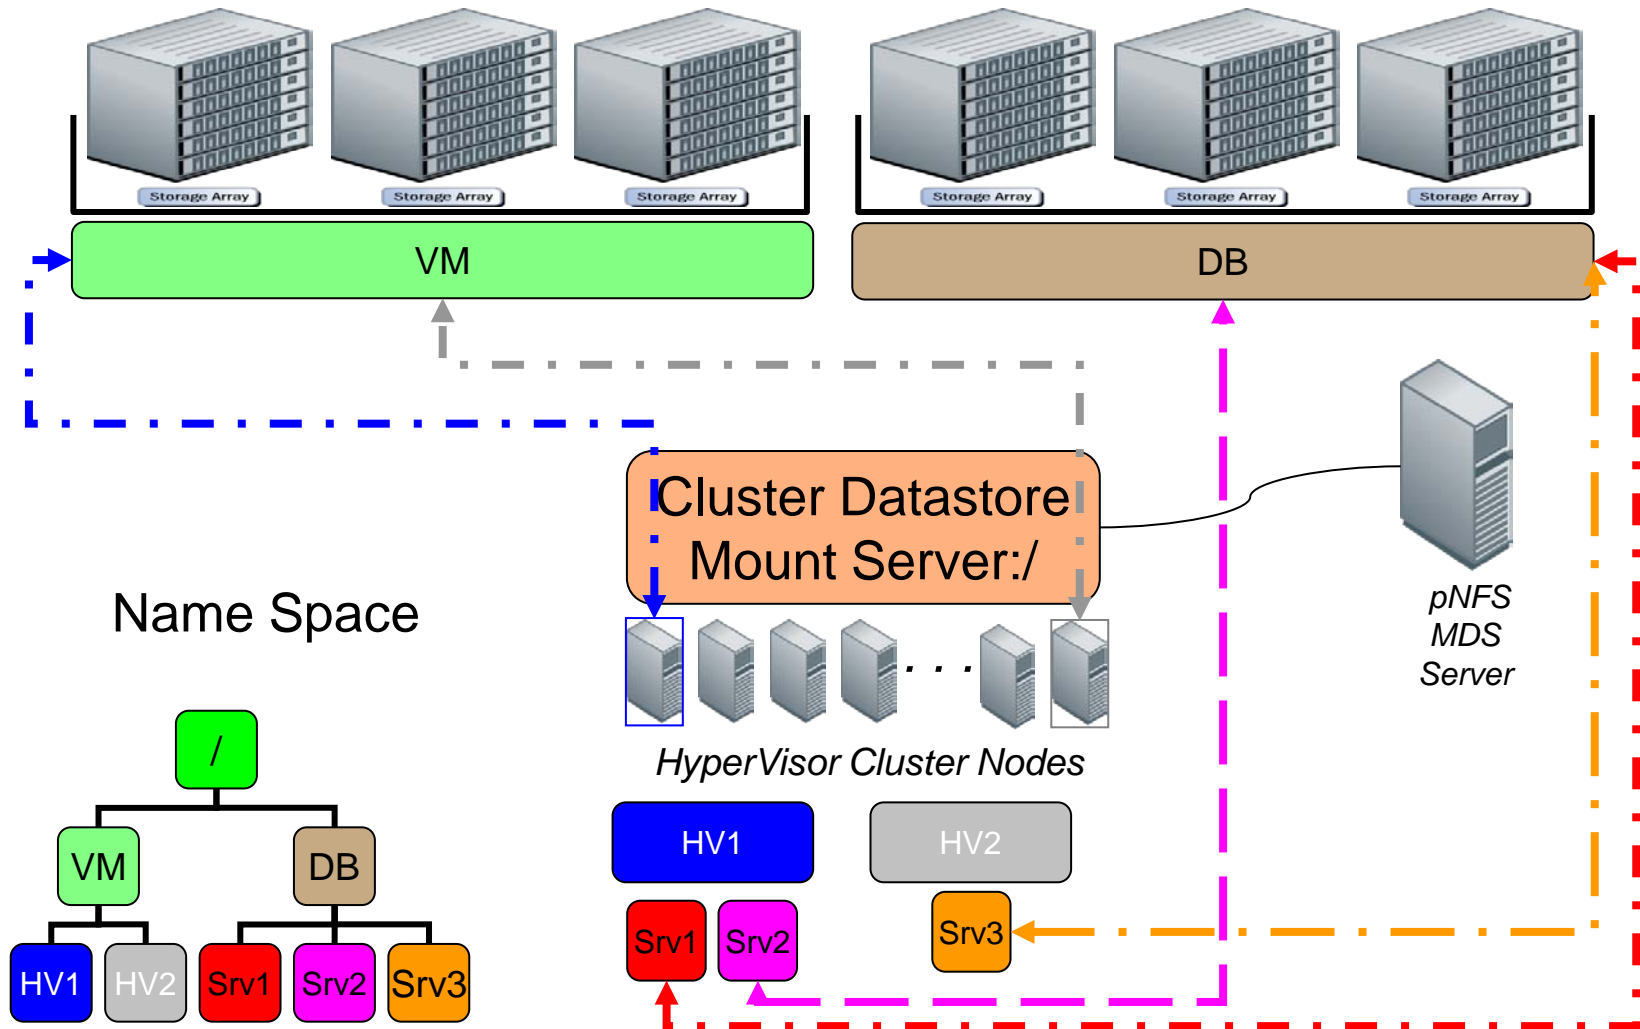 Storage Array
Storage Array
Storage Array
Storage Array
Storage Array
Storage Array
VM
DB
Cluster Datastore
Mount Server:/
pNFS
MDS
Server
Name Space
. . .
HyperVisor Cluster Nodes
/
VM
DB
HV1
HV2
Srv1
Srv2
Srv3
HV1
HV2
Srv1
Srv2
Srv3